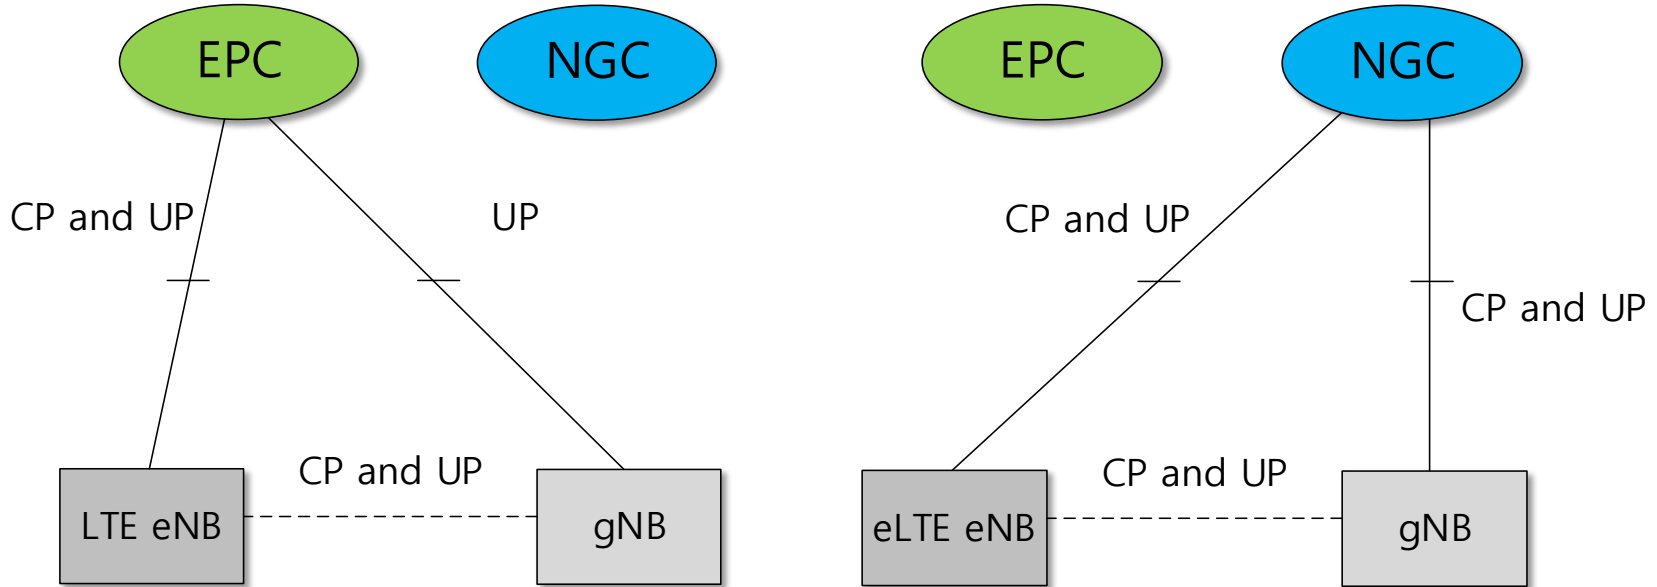 EPC
NGC
EPC
NGC
CP and UP
UP
CP and UP
CP and UP
CP and UP
CP and UP
LTE eNB
gNB
eLTE eNB
gNB